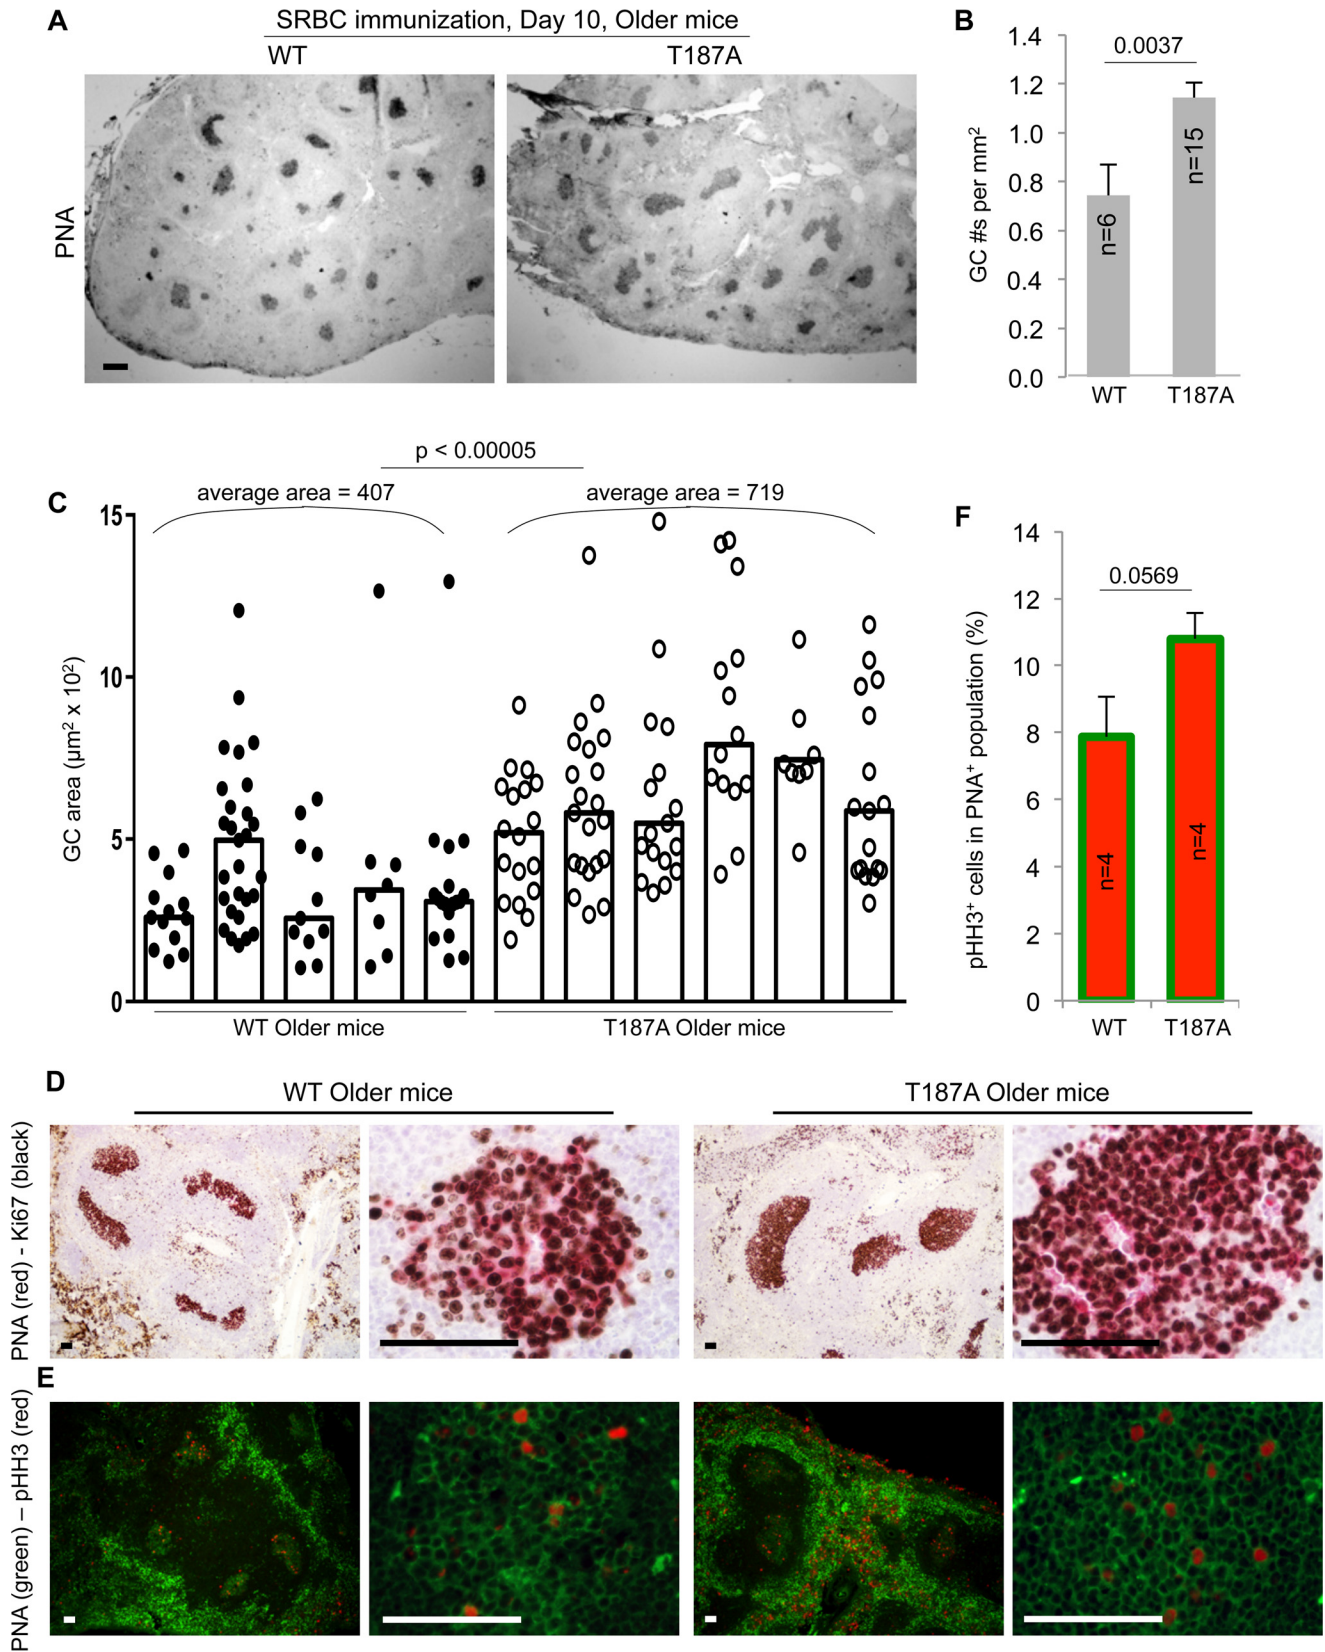 A
SRBC immunization, Day 10, Older mice
WT
T187A
PNA
B
1.4
1.2
1.0
0.8
0.6
0.4
0.2
0.0
GC #s per mm²
0.0037
n=6
n=15
WT
T187A
C
p < 0.00005
average area = 407
average area = 719
15
10
5
0
GC area (µm² x 10²)
WT Older mice
T187A Older mice
F
14
12
10
8
6
4
2
0
pHH3⁺ cells in PNA⁺ population (%)
0.0569
n=4
n=4
WT
T187A
D
WT Older mice
T187A Older mice
PNA (red) - Ki67 (black)
E
PNA (green) – pHH3 (red)